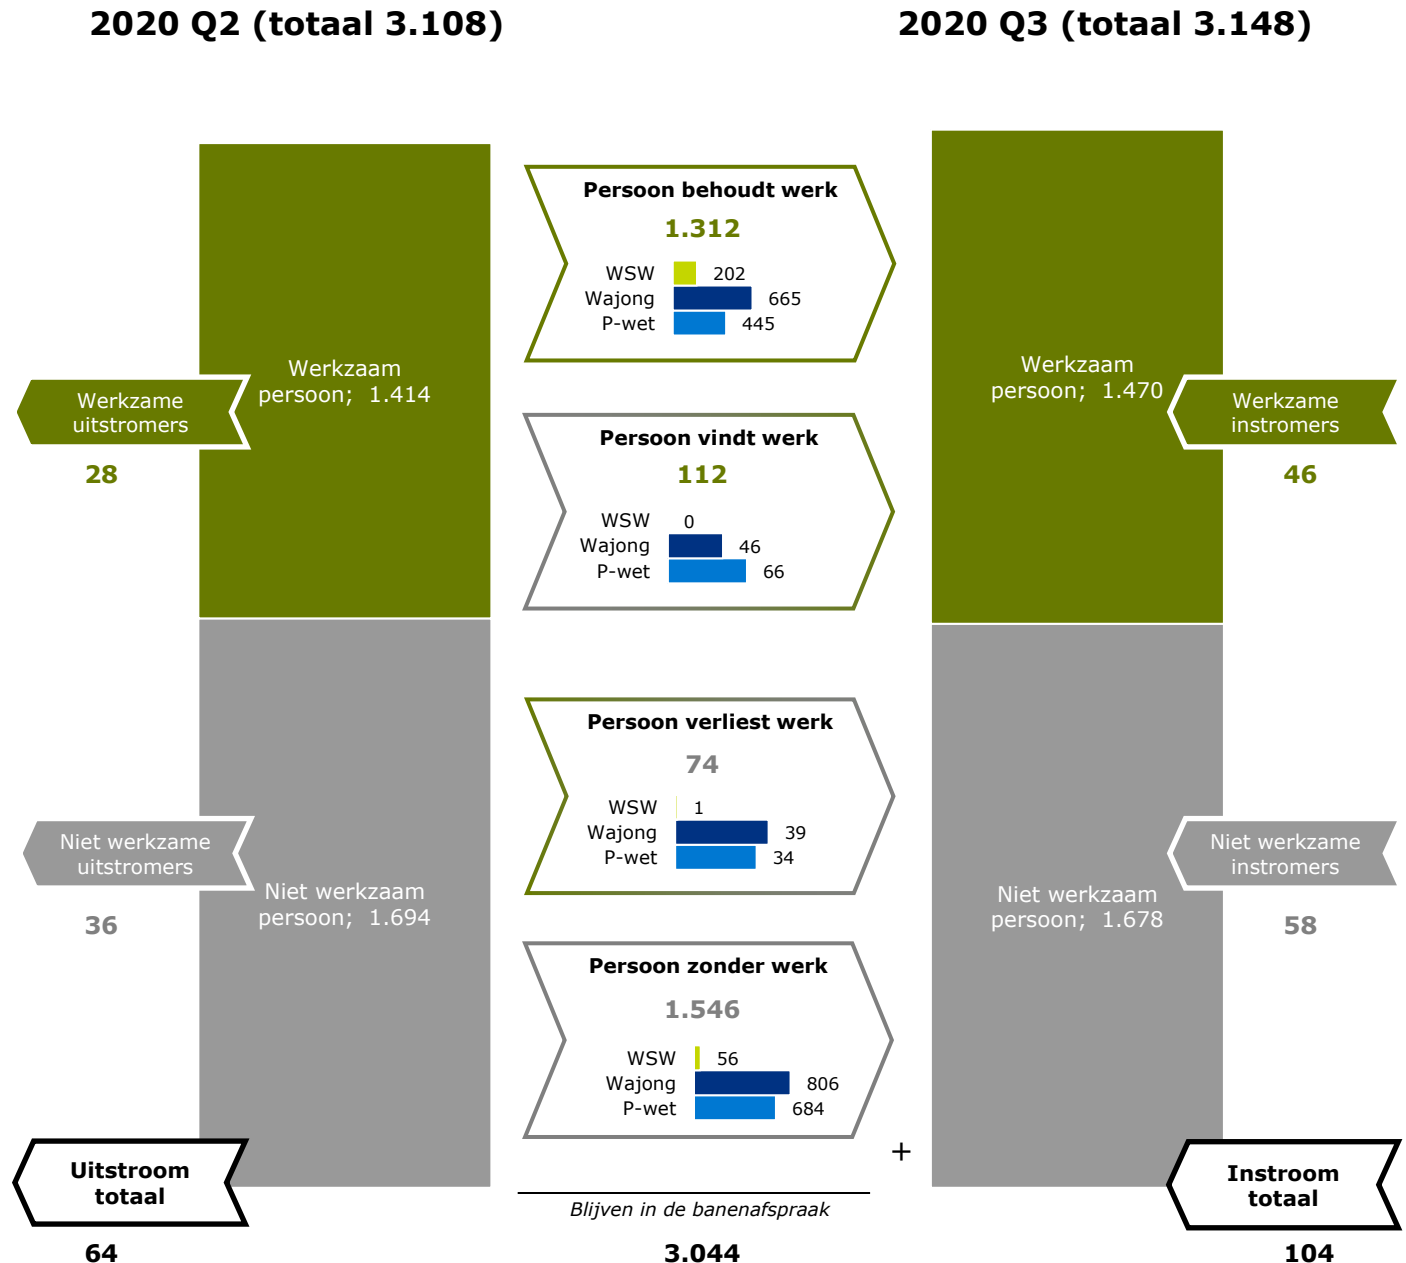 2020 Q2 (totaal 3.108)
2020 Q3 (totaal 3.148)
Werkzaam
persoon;  1.414
Werkzame
uitstromers
28
Niet werkzame
uitstromers
36
Niet werkzaam
persoon;  1.694
Uitstroom
totaal
64
Persoon behoudt werk
1.312
WSW 202
Wajong 665
P-wet 445
Persoon vindt werk
112
WSW 0
Wajong 46
P-wet 66
Persoon verliest werk
74
WSW 1
Wajong 39
P-wet 34
Persoon zonder werk
1.546
WSW 56
Wajong 806
P-wet 684
+
Blijven in de banenafspraak
3.044
Werkzaam
persoon;  1.470
Werkzame
instromers
46
Niet werkzame
instromers
58
Niet werkzaam
persoon;  1.678
Instroom
totaal
104